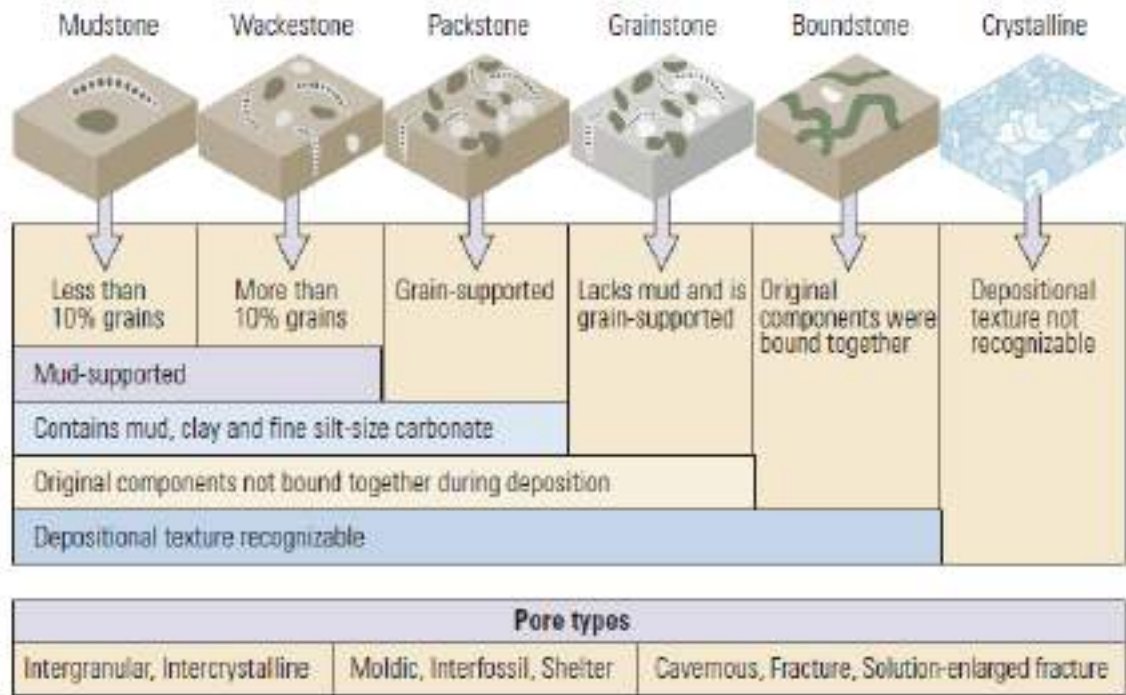 Mudstone Wackestone Packstone Grainstone Boundstone Crystalline
Less than
10% grains
More than
10% grains
Grain-supported
Lacks mud and is
grain-supported
Original
components were
bound together
Depositional
texture not
recognizable
Mud-supported
Contains mud, clay and fine silt-size carbonate
Original components not bound together during deposition
Depositional texture recognizable
Pore types
Intergranular, Intercrystalline
Moldic, Interfossil, Shelter
Cavernous, Fracture, Solution-enlarged fracture